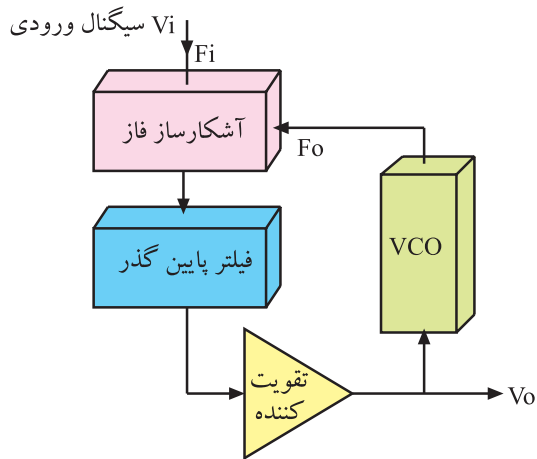 سیگنال ورودی Vi
Fi
آشکارساز فاز
Fo
VCO
فیلتر پایین گذر
تقویت
کننده
Vo